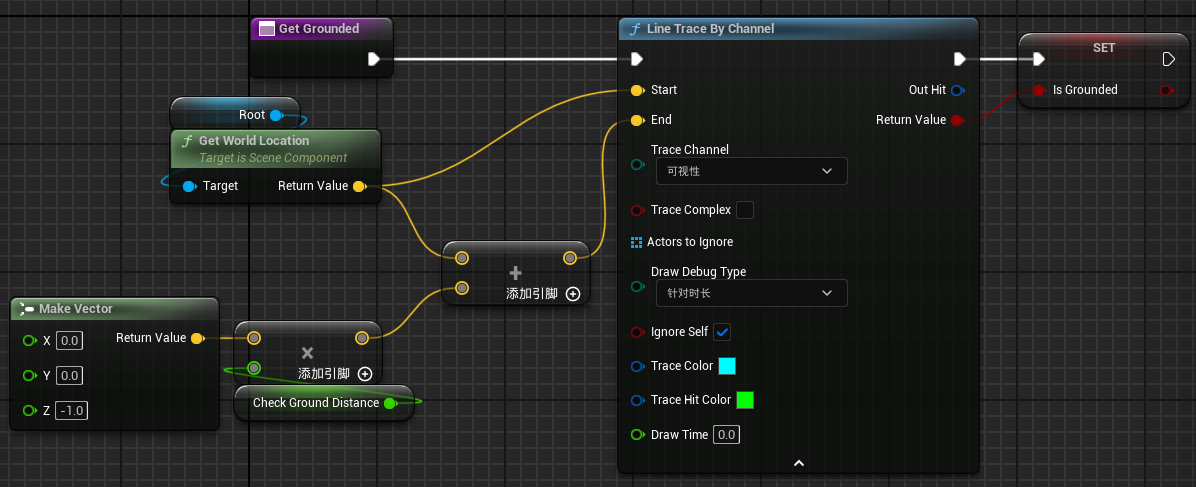 Get Grounded
Root
Get World Location
Target is Scene Component
Target
Return Value
Make Vector
Return Value
X 0.0
Y 0.0
Z -1.0
×
添加引脚
Check Ground Distance
+
添加引脚
Line Trace By Channel
Start
Out Hit
End
Return Value
Trace Channel
可视性
Trace Complex
Actors to Ignore
Draw Debug Type
针对时长
Ignore Self
Trace Color
Trace Hit Color
Draw Time 0.0
SET
Is Grounded